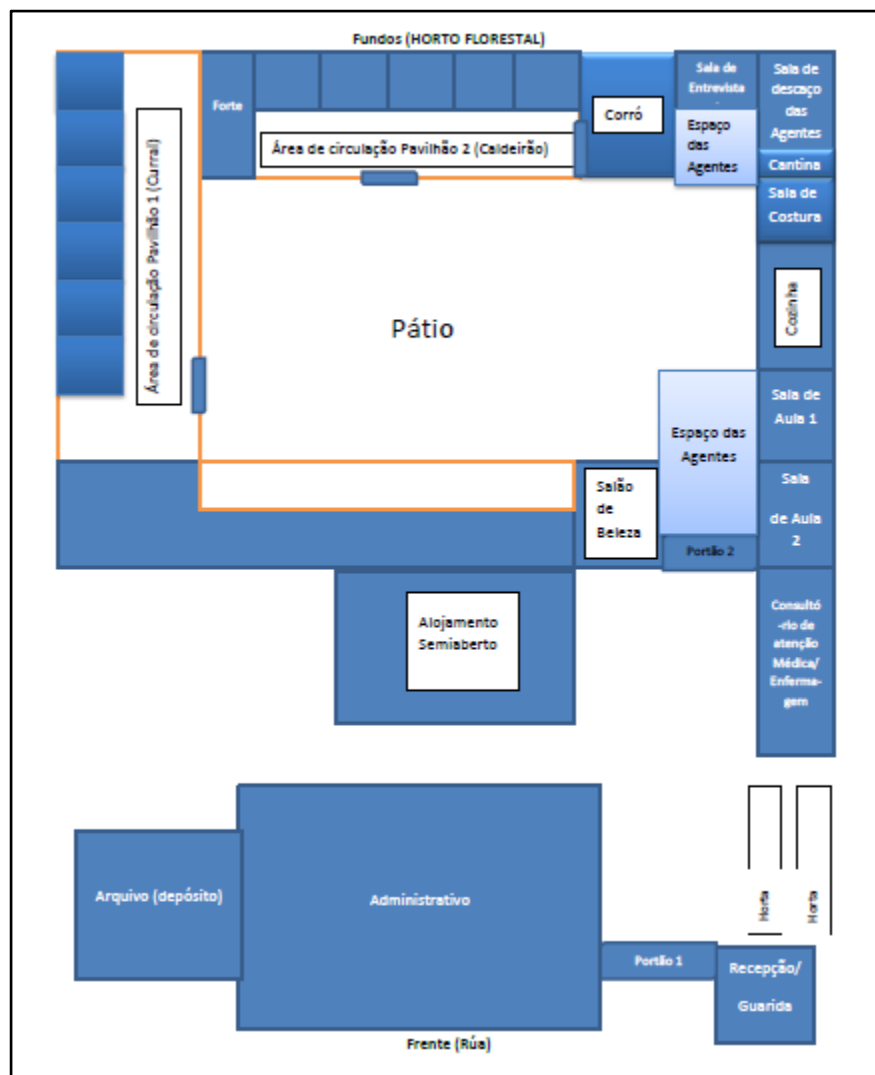 Fundos (HORTO FLORESTAL)
Forte
Corró
Sala de
Entrevista
Sala de
descaço
das
Agentes
Espaço
das
Agentes
Cantina
Sala de
Costura
Área de circulação Pavilhão 2 (Caldeirão)
Área de circulação Pavilhão 1 (Curral)
Pátio
Cozinha
Sala de
Aula 1
Espaço das
Agentes
Sala
de Aula
2
Salão
de
Beleza
Portão 2
Alojamento
Semiaberto
Consultó
-rio de
atenção
Médica/
Enferma-
gem
Arquivo (depósito)
Administrativo
Horta
Horta
Portão 1
Recepção/
Guarida
Frente (Rúa)